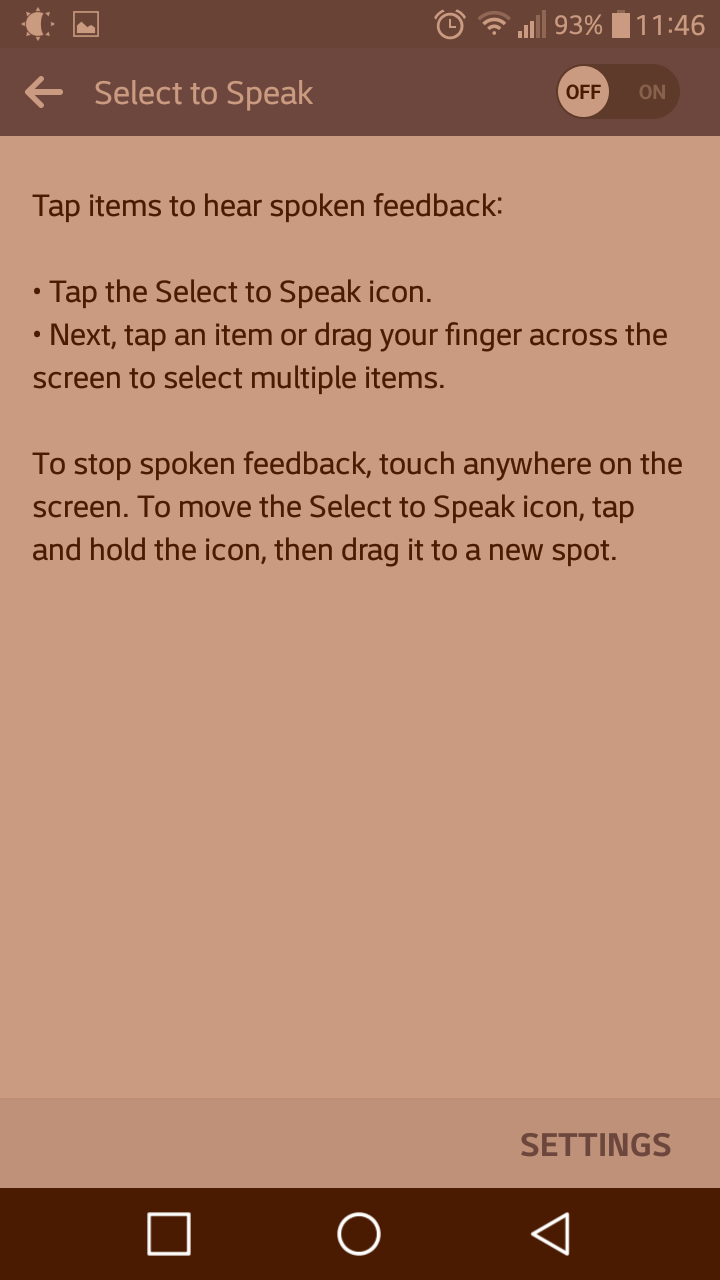 93% 11:46
Select to Speak OFF ON
Tap items to hear spoken feedback:
• Tap the Select to Speak icon.
• Next, tap an item or drag your finger across the
screen to select multiple items.
To stop spoken feedback, touch anywhere on the
screen. To move the Select to Speak icon, tap
and hold the icon, then drag it to a new spot.
SETTINGS